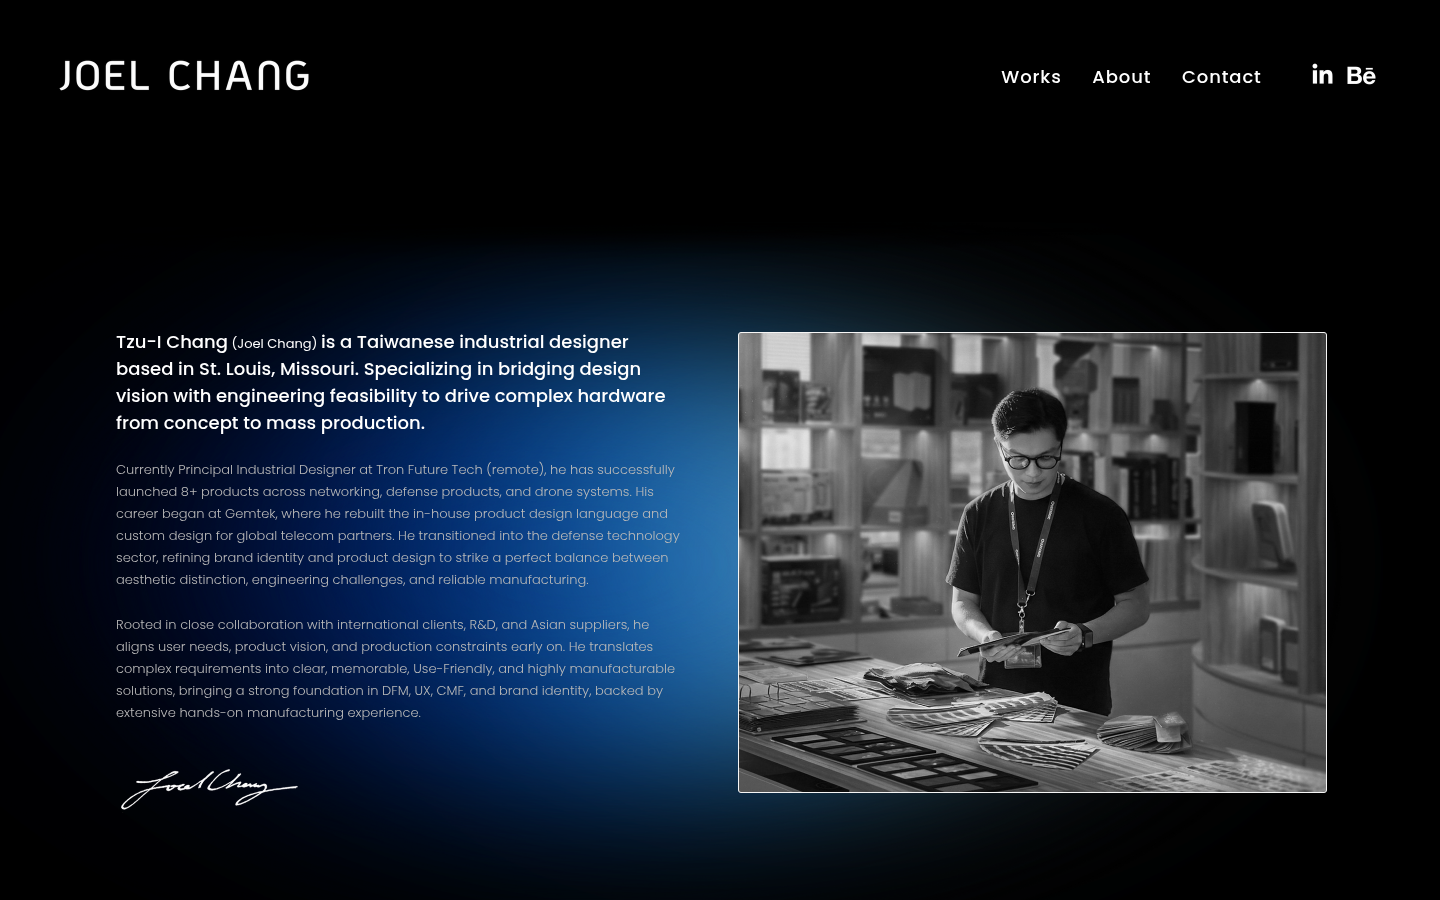 JOEL CHANG
Works
About
Contact
in
Bē
Tzu-I Chang (Joel Chang) is a Taiwanese industrial designer
based in St. Louis, Missouri. Specializing in bridging design
vision with engineering feasibility to drive complex hardware
from concept to mass production.
Currently Principal Industrial Designer at Tron Future Tech (remote), he has successfully
launched 8+ products across networking, defense products, and drone systems. His
career began at Gemtek, where he rebuilt the in-house product design language and
custom design for global telecom partners. He transitioned into the defense technology
sector, refining brand identity and product design to strike a perfect balance between
aesthetic distinction, engineering challenges, and reliable manufacturing.
Rooted in close collaboration with international clients, R&D, and Asian suppliers, he
aligns user needs, product vision, and production constraints early on. He translates
complex requirements into clear, memorable, Use-Friendly, and highly manufacturable
solutions, bringing a strong foundation in DFM, UX, CMF, and brand identity, backed by
extensive hands-on manufacturing experience.
Joel Chang